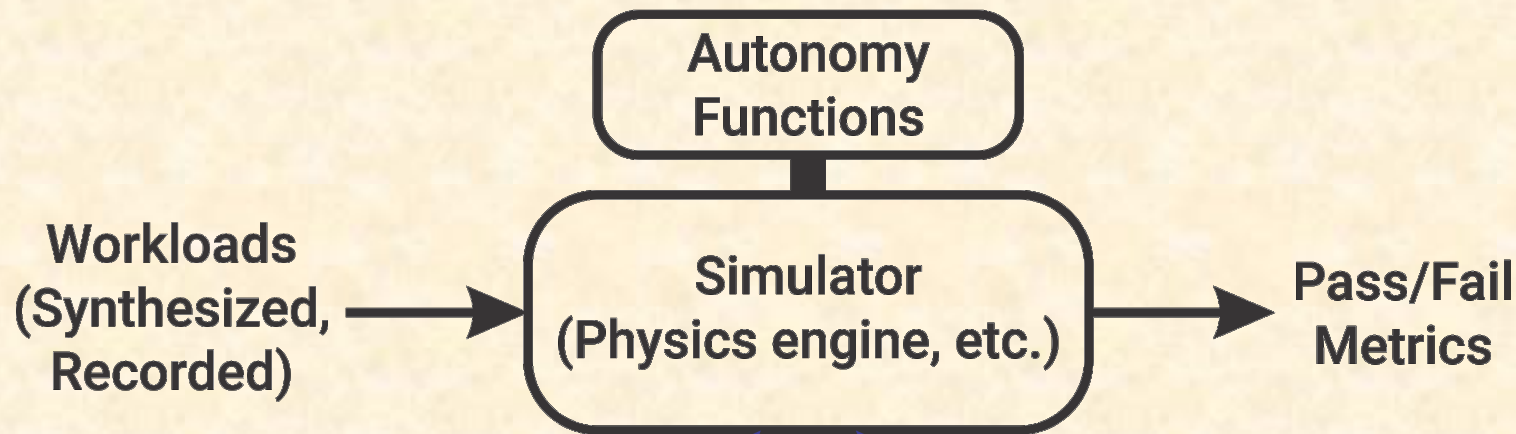 Autonomy
Functions
Workloads
(Synthesized,
Recorded)
Simulator
(Physics engine, etc.)
Pass/Fail
Metrics